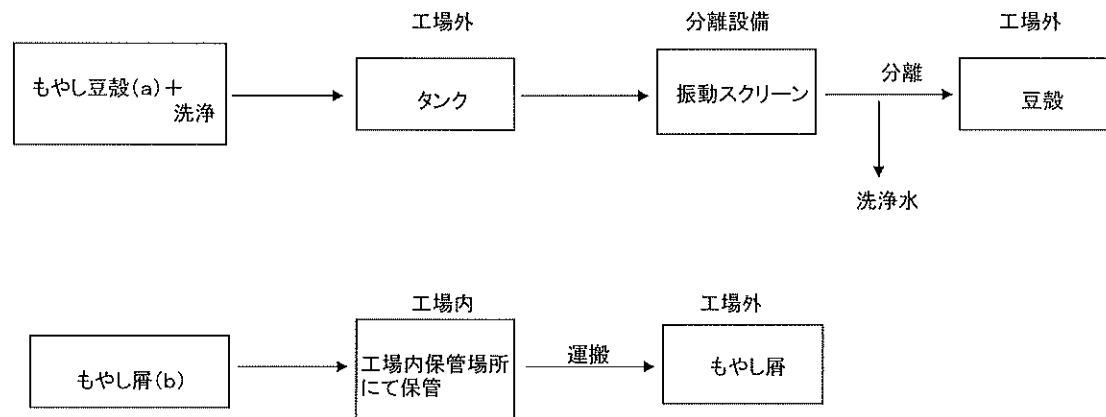 工場外
分離設備
工場外
もやし豆殻(a)+
洗浄
タンク
振動スクリーン
分離
豆殻
洗浄水
工場内
工場外
もやし屑(b)
工場内保管場所
にて保管
運搬
もやし屑